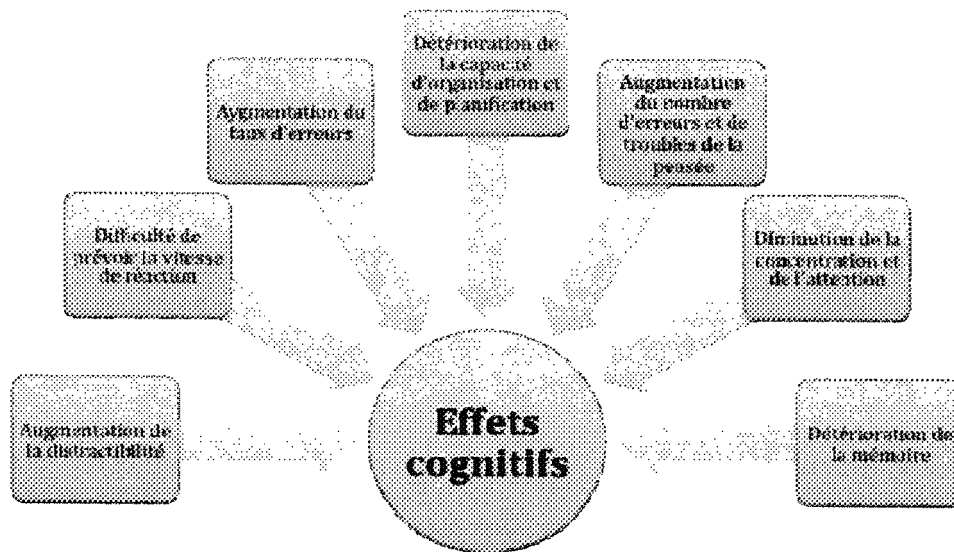 Augmentation de
la distractibilité
Difficulté de
prévoir la vitesse
de réaction
Augmentation du
taux d'erreurs
Détérioration de
la capacité
d'organisation et
de planification
Augmentation
du nombre
d'erreurs et de
troubles de la
pensée
Diminution de la
concentration et
de l'attention
Détérioration de
la mémoire
Effets
cognitifs